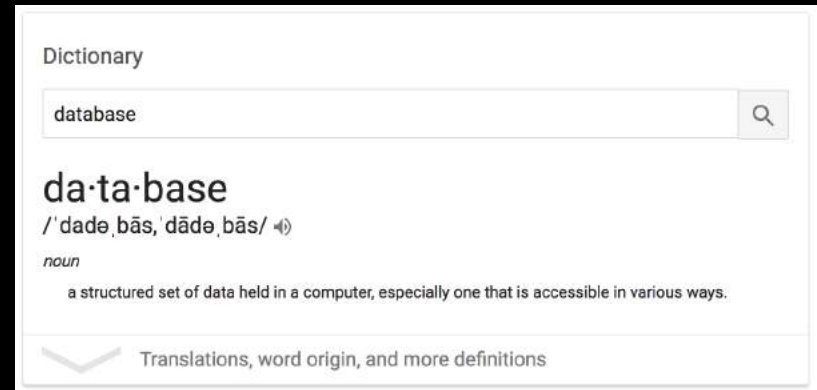 Dictionary
database
da·ta·base
/ˈdadəˌbās,ˈdādəˌbās/
noun
a structured set of data held in a computer, especially one that is accessible in various ways.
Translations, word origin, and more definitions